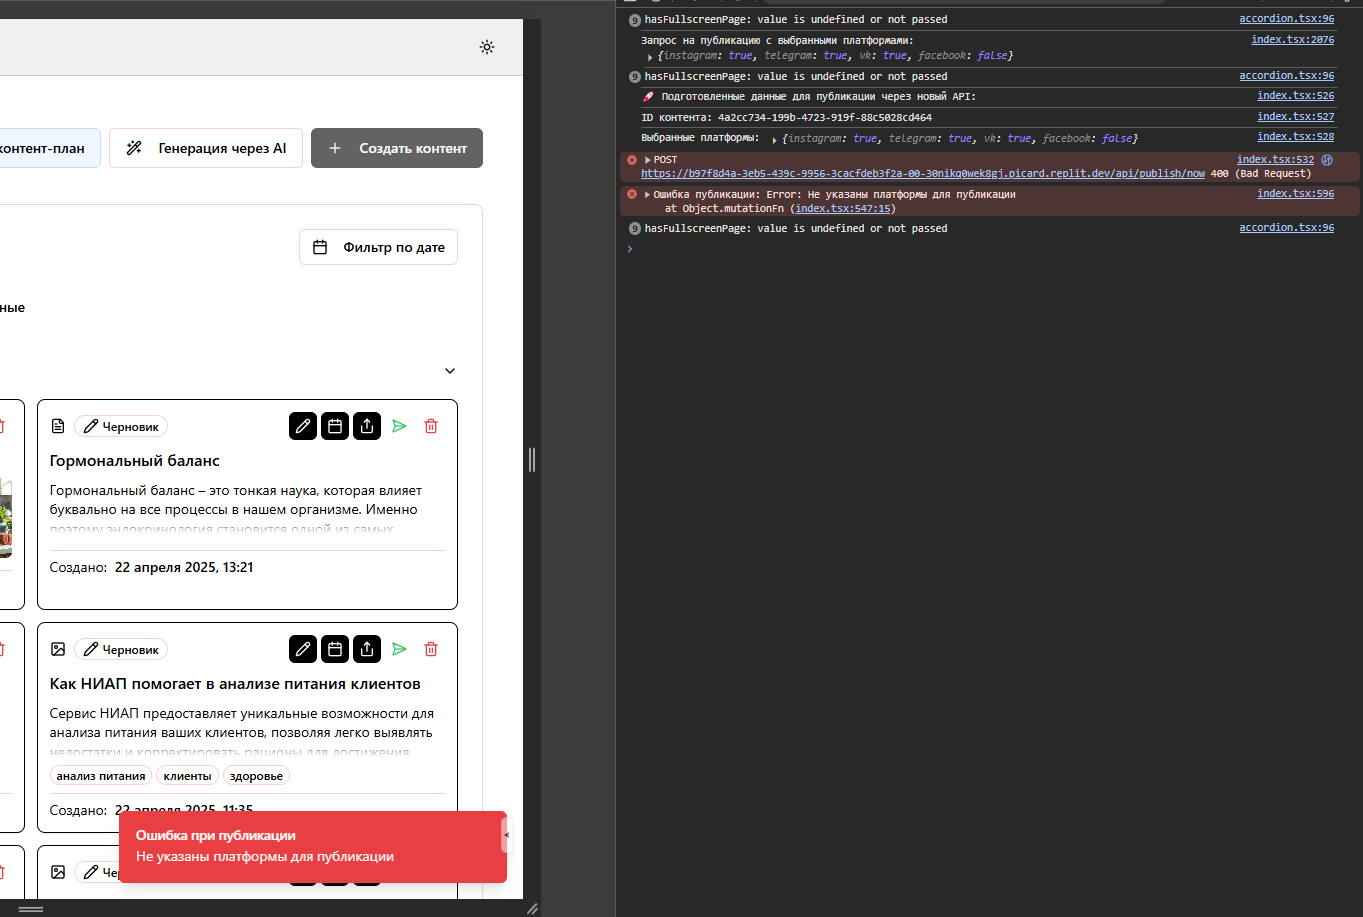 контент-план
Генерация через AI
Создать контент
Фильтр по дате
ные
Черновик
Гормональный баланс
Гормональный баланс – это тонкая наука, которая влияет
буквально на все процессы в нашем организме. Именно
поэтому эндокринология становится одной из самых
Создано: 22 апреля 2025, 13:21
Черновик
Как НИАП помогает в анализе питания клиентов
Сервис НИАП предоставляет уникальные возможности для
анализа питания ваших клиентов, позволяя легко выявлять
недостатки и корректировать рационы для достижения
анализ питания
клиенты
здоровье
Создано: 22 апреля 2025, 11:35
Че
Ошибка при публикации
Не указаны платформы для публикации
9 hasFullscreenPage: value is undefined or not passed accordion.tsx:96
Запрос на публикацию с выбранными платформами: index.tsx:2076
{instagram: true, telegram: true, vk: true, facebook: false}
9 hasFullscreenPage: value is undefined or not passed accordion.tsx:96
🚀 Подготовленные данные для публикации через новый API: index.tsx:526
ID контента: 4a2cc734-199b-4723-919f-88c5028cd464 index.tsx:527
Выбранные платформы: {instagram: true, telegram: true, vk: true, facebook: false} index.tsx:528
POST index.tsx:532
https://b97f8d4a-3eb5-439c-9956-3cacfdeb3f2a-00-30nikq0wek8gj.picard.replit.dev/api/publish/now 400 (Bad Request)
Ошибка публикации: Error: Не указаны платформы для публикации index.tsx:596
at Object.mutationFn (index.tsx:547:15)
9 hasFullscreenPage: value is undefined or not passed accordion.tsx:96